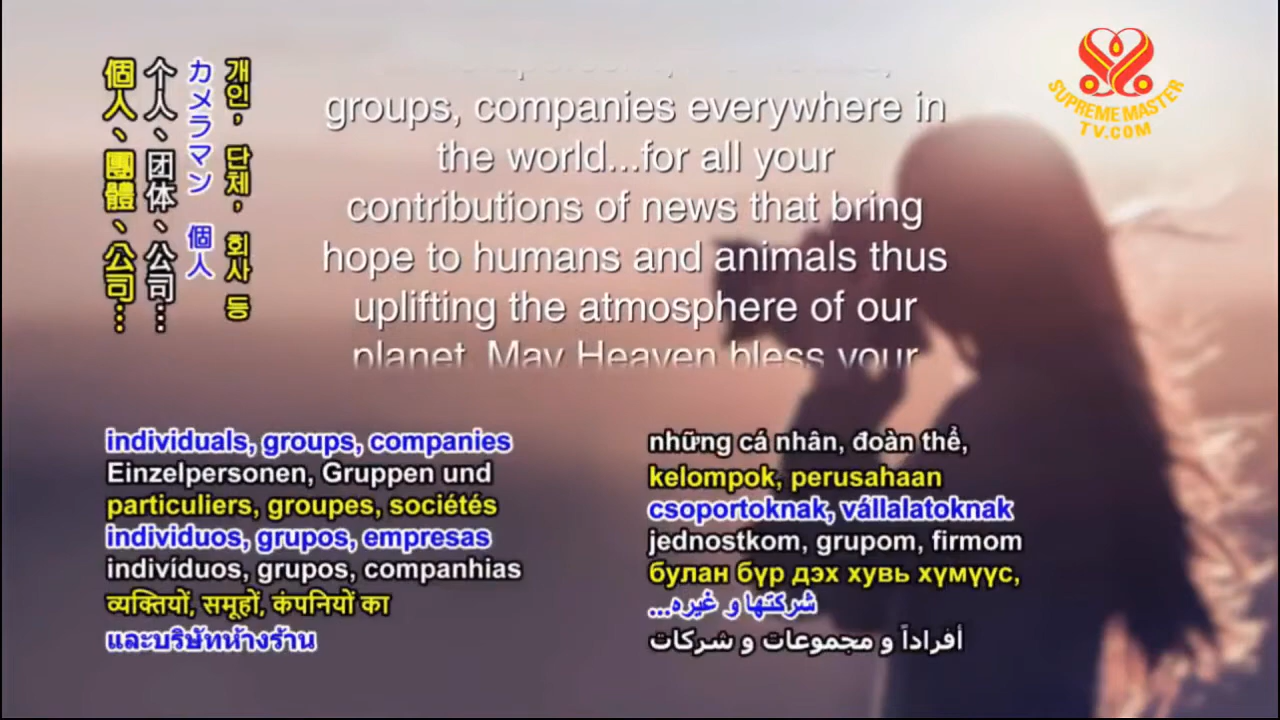 個人、團體、公司…
个人、团体、公司…
カメラマン 個人
개인, 단체, 회사 등
groups, companies everywhere in
the world...for all your
contributions of news that bring
hope to humans and animals thus
uplifting the atmosphere of our
planet. May Heaven bless your
SUPREME MASTER
TV.COM
individuals, groups, companies
Einzelpersonen, Gruppen und
particuliers, groupes, sociétés
individuos, grupos, empresas
indivíduos, grupos, companhias
व्यक्तियों, समूहों, कंपनियों का
และบริษัทห้างร้าน
những cá nhân, đoàn thể,
kelompok, perusahaan
csoportoknak, vállalatoknak
jednostkom, grupom, firmom
булан бүр дэх хувь хүмүүс,
شرکتها و غیره...
أفراداً و مجموعات و شركات